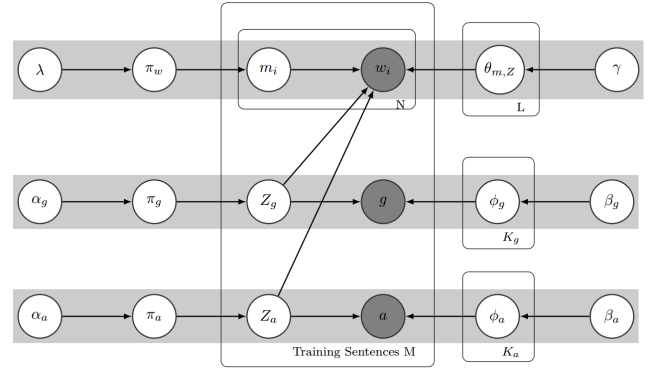 λ π_w m_i w_i θ_{m,Z} γ
N L
α_g π_g Z_g g ϕ_g β_g
K_g
α_a π_a Z_a a ϕ_a β_a
Training Sentences M K_a